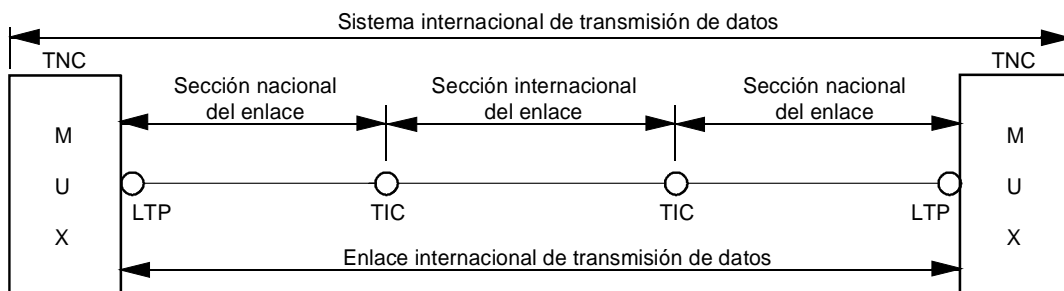 Sistema internacional de transmisión de datos
TNC
TNC
Sección nacional
del enlace
Sección internacional
del enlace
Sección nacional
del enlace
M
U
X
M
U
X
LTP
TIC
TIC
LTP
Enlace internacional de transmisión de datos